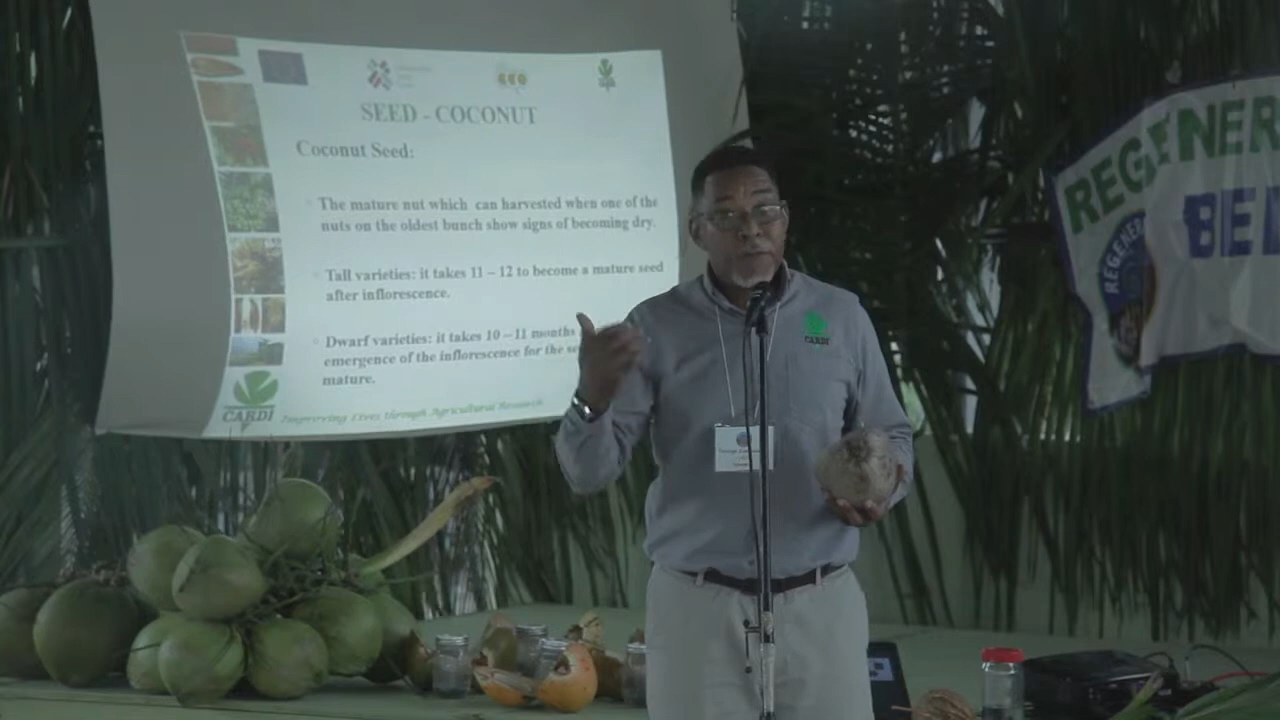 SEED - COCONUT
Coconut Seed:
The mature nut which can harvested when one of the
nuts on the oldest bunch show signs of becoming dry.
Tall varieties: it takes 11 – 12 to become a mature seed
after inflorescence.
Dwarf varieties: it takes 10 – 11 months
emergence of the inflorescence for the
mature.
CARDI
Improving Lives through Agricultural Research
CARDI
REGENER
BEL
REGENER